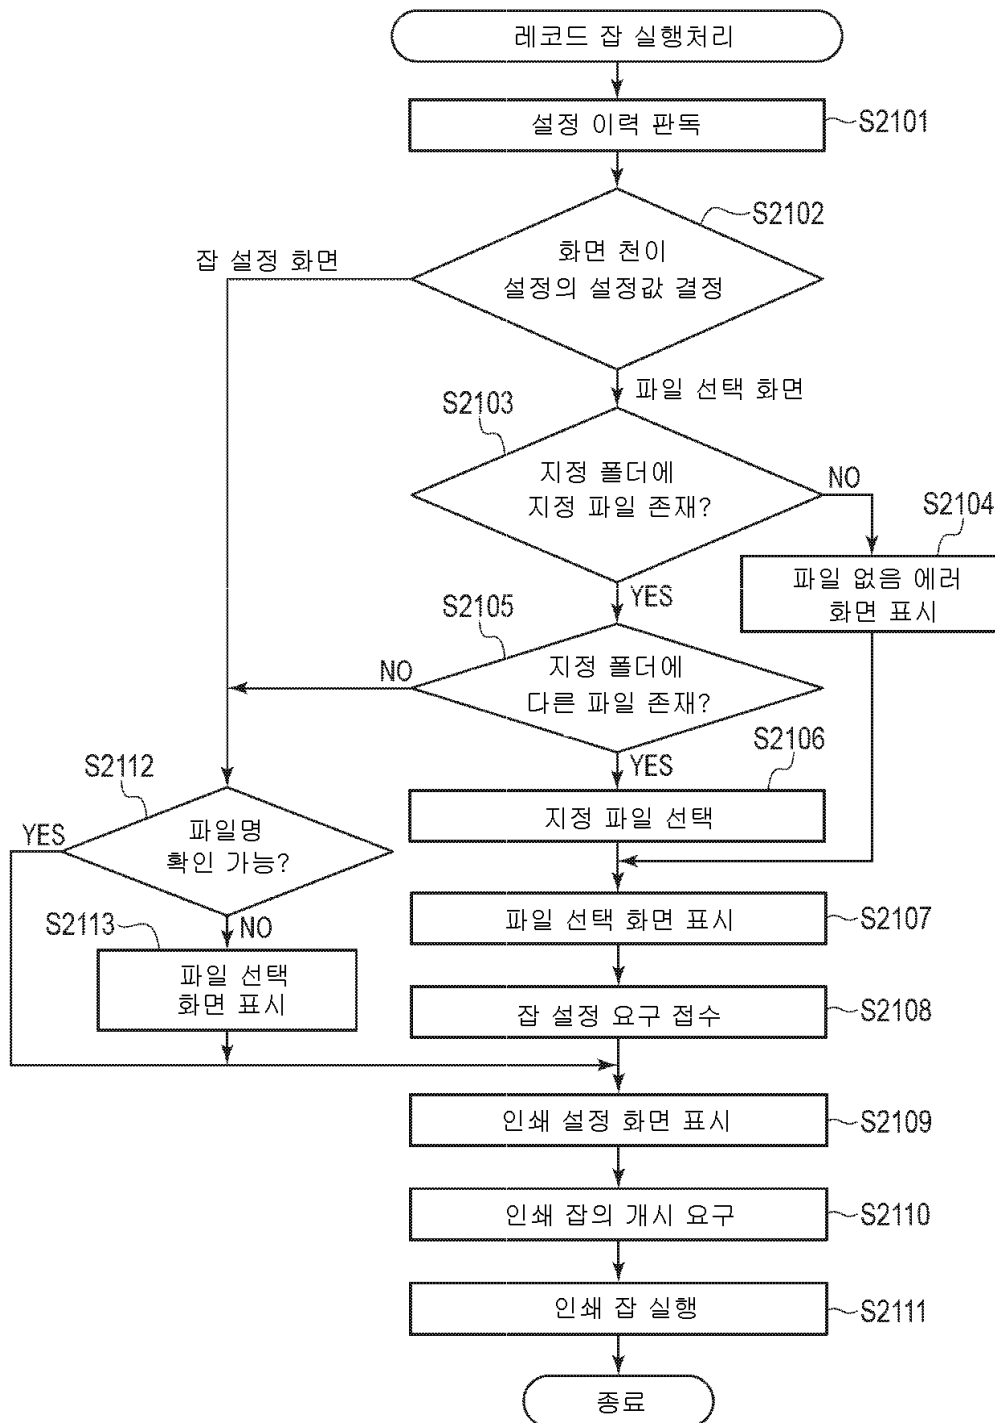 레코드 잡 실행처리
설정 이력 판독
S2101
S2102
화면 천이
설정의 설정값 결정
잡 설정 화면
파일 선택 화면
S2103
지정 폴더에
지정 파일 존재?
NO
S2104
파일 없음 에러
화면 표시
YES
S2105
지정 폴더에
다른 파일 존재?
NO
YES
S2106
지정 파일 선택
S2112
파일명
확인 가능?
YES
NO
S2113
파일 선택
화면 표시
파일 선택 화면 표시
S2107
잡 설정 요구 접수
S2108
인쇄 설정 화면 표시
S2109
인쇄 잡의 개시 요구
S2110
인쇄 잡 실행
S2111
종료